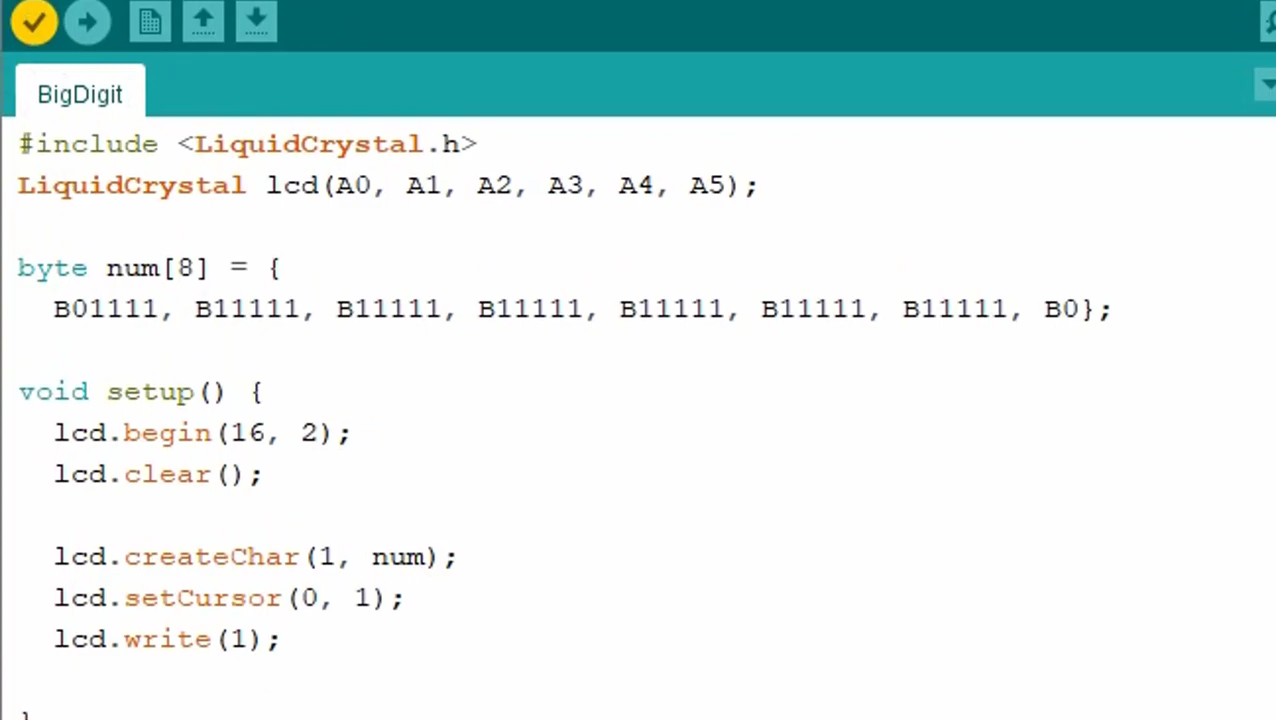 BigDigit
#include <LiquidCrystal.h>
LiquidCrystal lcd(A0, A1, A2, A3, A4, A5);
byte num[8] = {
B01111, B11111, B11111, B11111, B11111, B11111, B11111, B0};
void setup() {
lcd.begin(16, 2);
lcd.clear();
lcd.createChar(1, num);
lcd.setCursor(0, 1);
lcd.write(1);
}